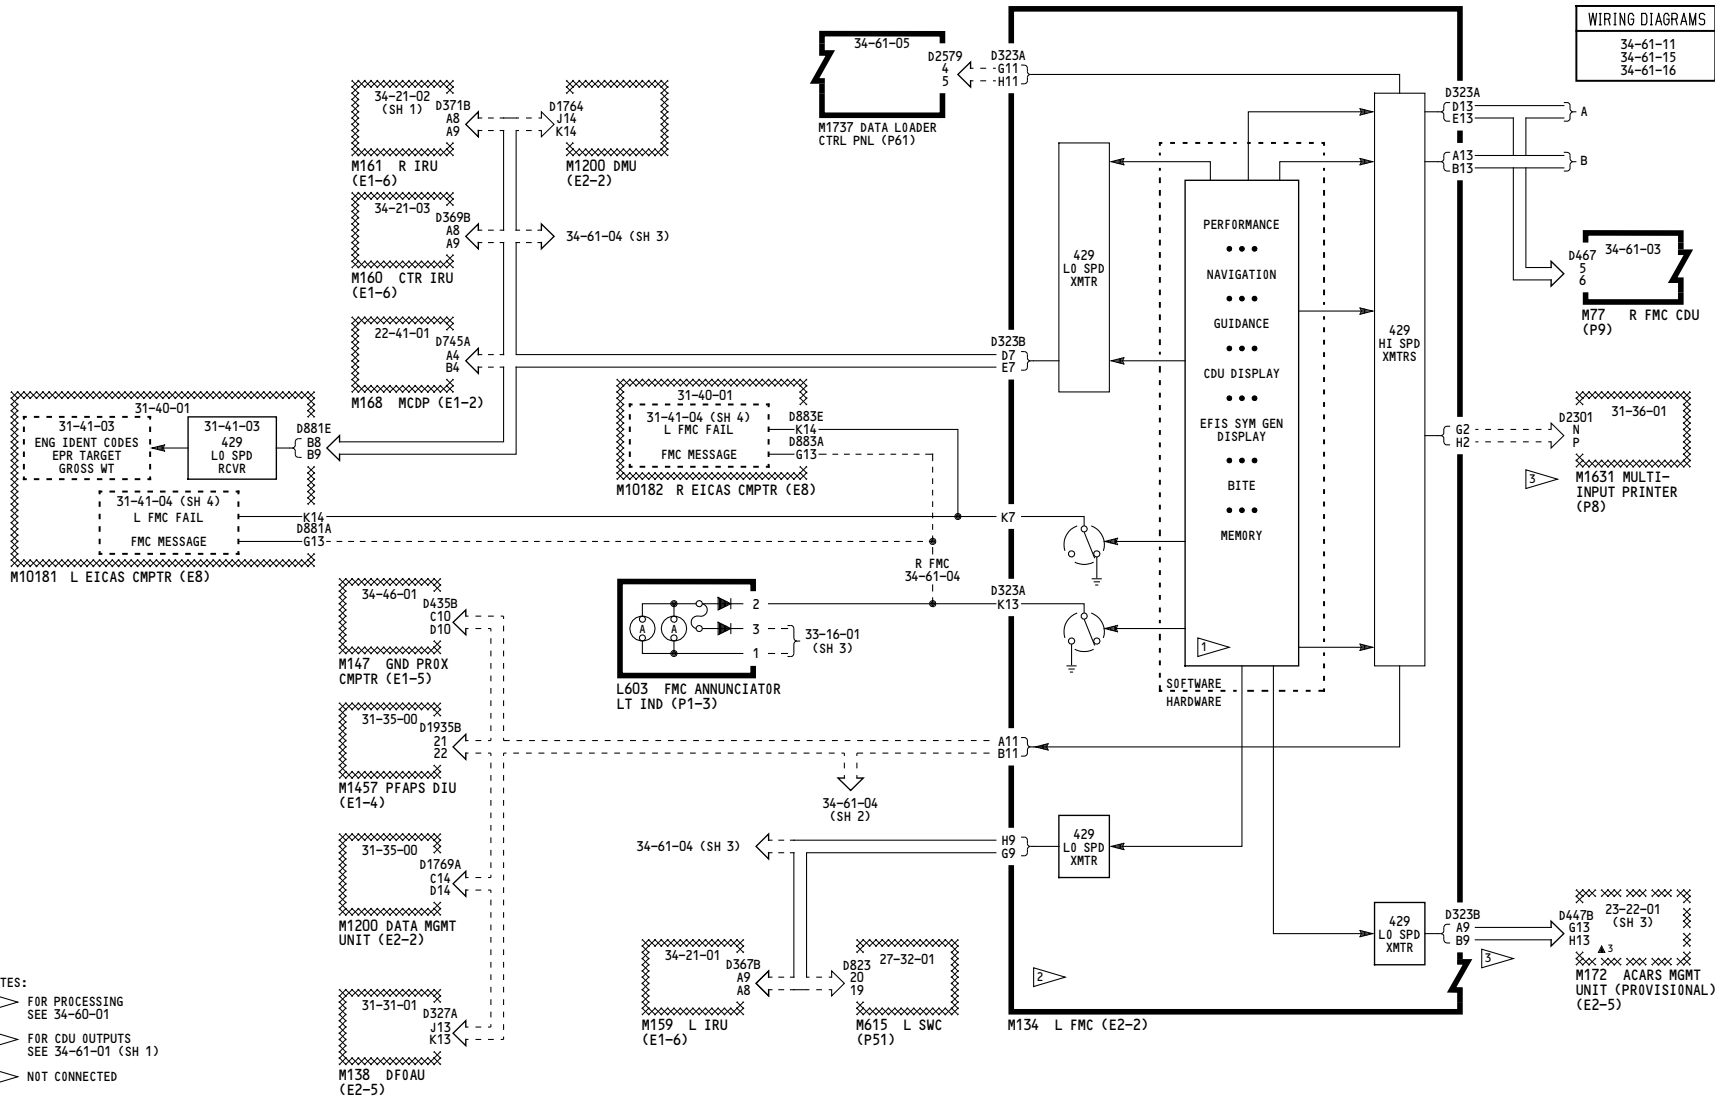 WIRING DIAGRAMS
34-61-11
34-61-15
34-61-16
34-61-05
D2579
4
5
M1737 DATA LOADER
CTRL PNL (P61)
D323A
G11
H11
34-21-02
(SH 1)
D371B
A8
A9
M161 R IRU
(E1-6)
D1764
J14
K14
M1200 DMU
(E2-2)
34-21-03
D369B
A8
A9
34-61-04 (SH 3)
M160 CTR IRU
(E1-6)
22-41-01
D745A
A4
B4
M168 MCDP (E1-2)
D323B
D7
E7
429
LO SPD
XMTR
PERFORMANCE
•••
NAVIGATION
•••
GUIDANCE
•••
CDU DISPLAY
•••
EFIS SYM GEN
DISPLAY
•••
BITE
•••
MEMORY
1
SOFTWARE
HARDWARE
429
HI SPD
XMTRS
D323A
D13
E13
A
A13
B13
B
D467
5
6
34-61-03
M77 R FMC CDU
(P9)
G2
H2
D2301
N
P
31-36-01
3
M1631 MULTI-
INPUT PRINTER
(P8)
31-40-01
31-41-03
ENG IDENT CODES
EPR TARGET
GROSS WT
31-41-03
429
LO SPD
RCVR
D881E
B8
B9
31-41-04 (SH 4)
L FMC FAIL
FMC MESSAGE
K14
D881A
G13
M10181 L EICAS CMPTR (E8)
31-40-01
31-41-04 (SH 4)
L FMC FAIL
FMC MESSAGE
D883E
K14
D883A
G13
M10182 R EICAS CMPTR (E8)
K7
R FMC
34-61-04
D323A
K13
A
A
2
3
1
33-16-01
(SH 3)
L603 FMC ANNUNCIATOR
LT IND (P1-3)
34-46-01
D435B
C10
D10
M147 GND PROX
CMPTR (E1-5)
31-35-00
D1935B
21
22
M1457 PFAPS DIU
(E1-4)
A11
B11
34-61-04
(SH 2)
31-35-00
D1769A
C14
D14
M1200 DATA MGMT
UNIT (E2-2)
34-61-04 (SH 3)
H9
G9
429
LO SPD
XMTR
31-31-01
D327A
J13
K13
M138 DFOAU
(E2-5)
34-21-01
D367B
A9
A8
M159 L IRU
(E1-6)
D823
20
19
27-32-01
M615 L SWC
(P51)
2
M134 L FMC (E2-2)
429
LO SPD
XMTR
D323B
A9
B9
3
D447B
G13
H13
23-22-01
(SH 3)
▲3
M172 ACARS MGMT
UNIT (PROVISIONAL)
(E2-5)
TES:
FOR PROCESSING
SEE 34-60-01
FOR CDU OUTPUTS
SEE 34-61-01 (SH 1)
NOT CONNECTED